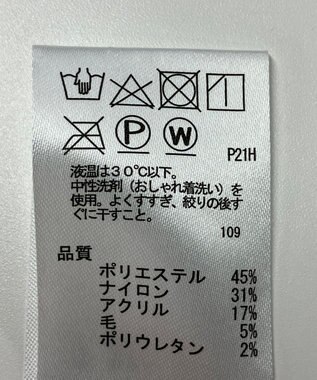 P W P21H
液温は30℃以下。
中性洗剤(おしゃれ着洗い)を
使用。よくすすぎ、絞りの後す
ぐに干すこと。
109
品質
ポリエステル 45%
ナイロン 31%
アクリル 17%
毛 5%
ポリウレタン 2%